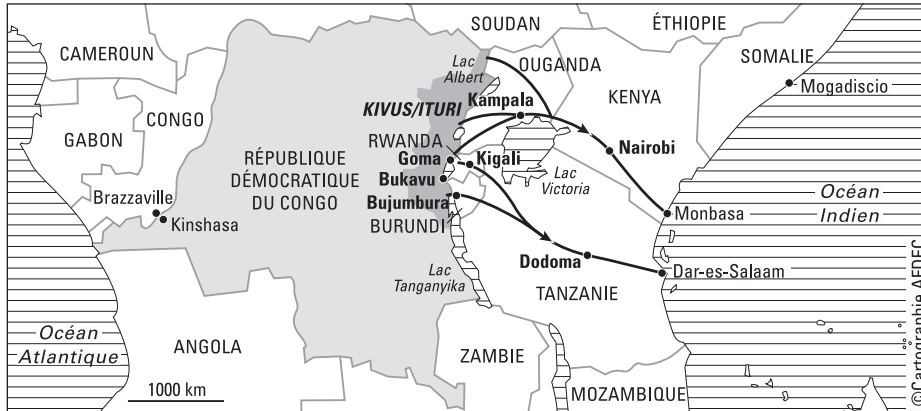 SOUDAN
ÉTHIOPIE
CAMEROUN
Lac
Albert
OUGANDA
SOMALIE
Mogadiscio
KIVUS/ITURI
Kampala
KENYA
CONGO
GABON
RWANDA
Nairobi
RÉPUBLIQUE
DÉMOCRATIQUE
DU CONGO
Goma
Kigali
Lac
Victoria
Bukavu
Brazzaville
Kinshasa
Bujumbura
Océan
Indien
Monbasa
BURUNDI
Dodoma
Dar-es-Salaam
Lac
Tanganyika
TANZANIE
Océan
Atlantique
ANGOLA
ZAMBIE
MOZAMBIQUE
1000 km
©Cartographie AFDEC